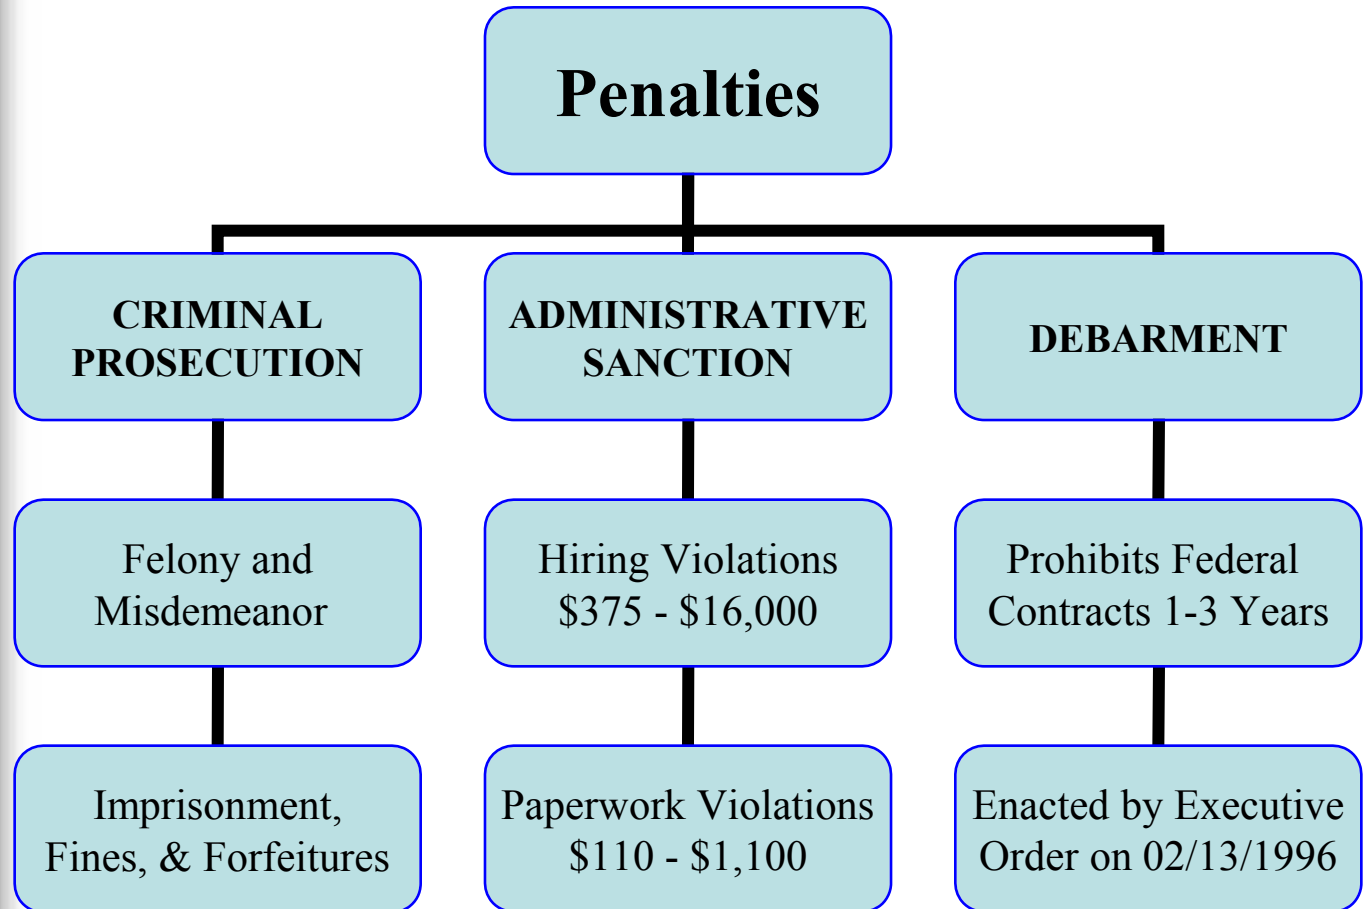 Penalties
CRIMINAL
PROSECUTION
ADMINISTRATIVE
SANCTION
DEBARMENT
Felony and
Misdemeanor
Hiring Violations
$375 - $16,000
Prohibits Federal
Contracts 1-3 Years
Imprisonment,
Fines, & Forfeitures
Paperwork Violations
$110 - $1,100
Enacted by Executive
Order on 02/13/1996